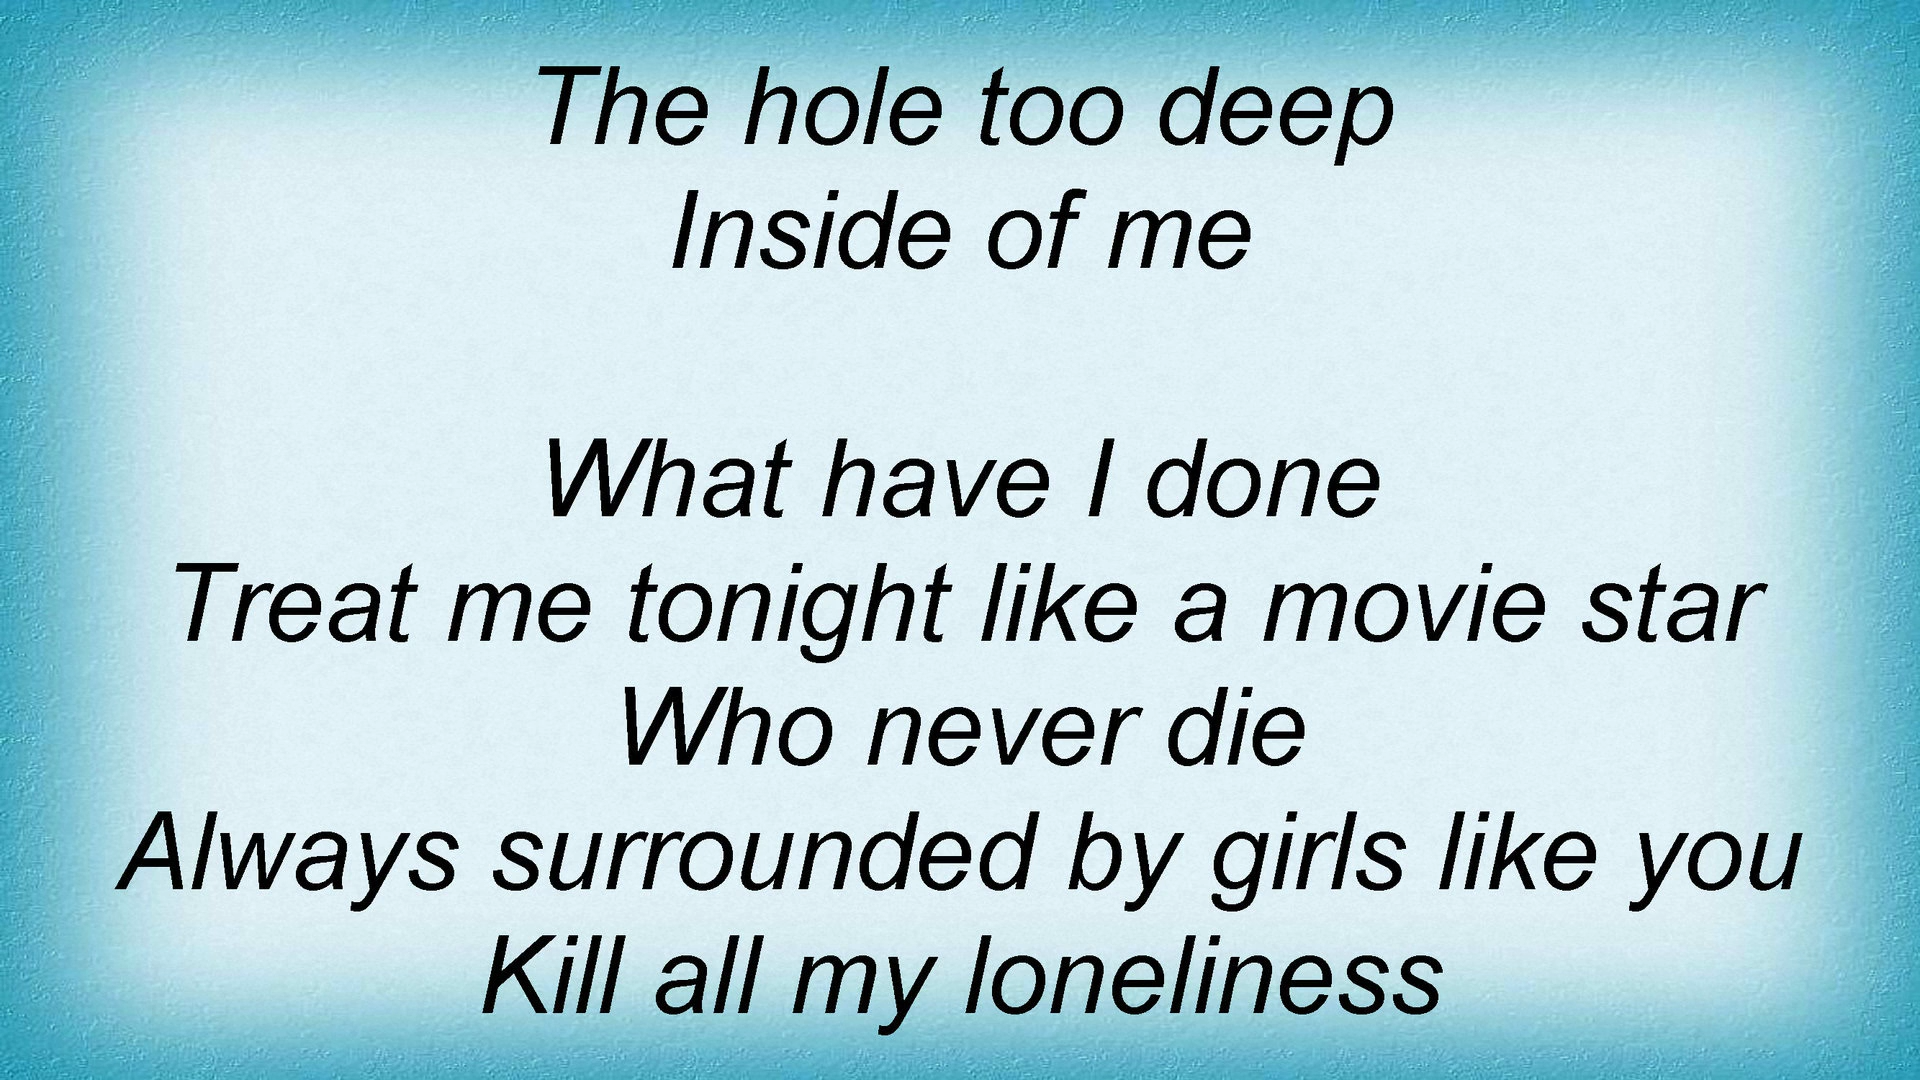 The hole too deep
Inside of me
What have I done
Treat me tonight like a movie star
Who never die
Always surrounded by girls like you
Kill all my loneliness